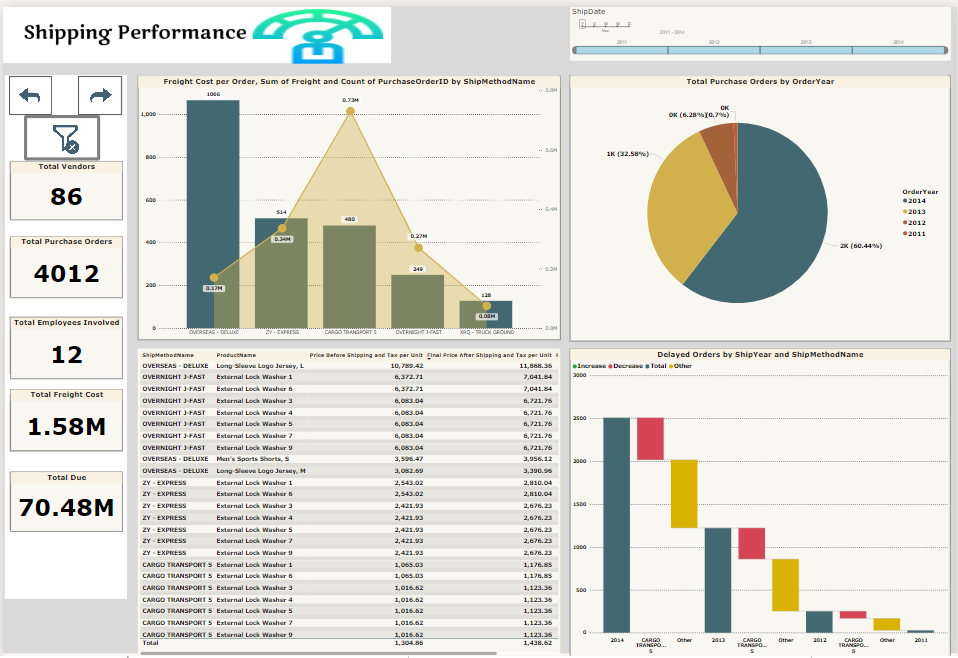 Shipping Performance
ShipDate
2011 - 2014
2011 2012 2013 2014
Total Vendors
86
Total Purchase Orders
4012
Total Employees Involved
12
Total Freight Cost
1.58M
Total Due
70.48M
Freight Cost per Order, Sum of Freight and Count of PurchaseOrderID by ShipMethodName
1,000
800
600
400
200
0
0.8M
0.6M
0.4M
0.2M
0.0M
1066
514
480
249
128
0.17M
0.34M
0.73M
0.27M
0.08M
OVERSEAS - DELUXE
ZY - EXPRESS
CARGO TRANSPORT 5
OVERNIGHT J-FAST
XRQ - TRUCK GROUND
Total Purchase Orders by OrderYear
0K
0K (6.28%)
(0.7%)
1K (32.58%)
2K (60.44%)
OrderYear
2014
2013
2012
2011
ShipMethodName ProductName Price Before Shipping and Tax per Unit Final Price After Shipping and Tax per Unit F
OVERSEAS - DELUXE Long-Sleeve Logo Jersey, L 10,789.42 11,868.36
OVERNIGHT J-FAST External Lock Washer 1 6,372.71 7,041.84
OVERNIGHT J-FAST External Lock Washer 6 6,372.71 7,041.84
OVERNIGHT J-FAST External Lock Washer 3 6,083.04 6,721.76
OVERNIGHT J-FAST External Lock Washer 4 6,083.04 6,721.76
OVERNIGHT J-FAST External Lock Washer 5 6,083.04 6,721.76
OVERNIGHT J-FAST External Lock Washer 7 6,083.04 6,721.76
OVERNIGHT J-FAST External Lock Washer 9 6,083.04 6,721.76
OVERSEAS - DELUXE Men's Sports Shorts, S 3,596.47 3,956.12
OVERSEAS - DELUXE Long-Sleeve Logo Jersey, M 3,082.69 3,390.96
ZY - EXPRESS External Lock Washer 1 2,543.02 2,810.04
ZY - EXPRESS External Lock Washer 6 2,543.02 2,810.04
ZY - EXPRESS External Lock Washer 3 2,421.93 2,676.23
ZY - EXPRESS External Lock Washer 4 2,421.93 2,676.23
ZY - EXPRESS External Lock Washer 5 2,421.93 2,676.23
ZY - EXPRESS External Lock Washer 7 2,421.93 2,676.23
ZY - EXPRESS External Lock Washer 9 2,421.93 2,676.23
CARGO TRANSPORT 5 External Lock Washer 1 1,065.03 1,176.85
CARGO TRANSPORT 5 External Lock Washer 6 1,065.03 1,176.85
CARGO TRANSPORT 5 External Lock Washer 3 1,016.62 1,123.36
CARGO TRANSPORT 5 External Lock Washer 4 1,016.62 1,123.36
CARGO TRANSPORT 5 External Lock Washer 5 1,016.62 1,123.36
CARGO TRANSPORT 5 External Lock Washer 7 1,016.62 1,123.36
CARGO TRANSPORT 5 External Lock Washer 9 1,016.62 1,123.36
Total 1,304.86 1,438.62
Delayed Orders by ShipYear and ShipMethodName
Increase Decrease Total Other
3000
2500
2000
1500
1000
500
0
2014
CARGO
TRANSPO...
5
Other
2013
CARGO
TRANSPO...
5
Other
2012
CARGO
TRANSPO...
5
Other
2011